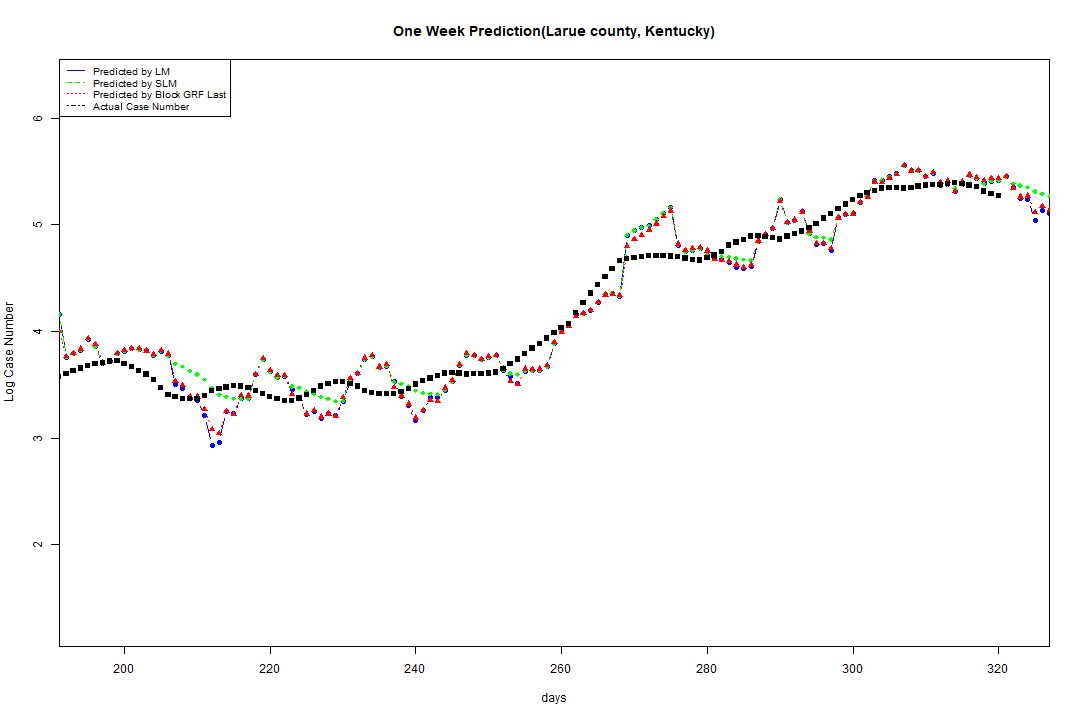 One Week Prediction(Larue county, Kentucky)
Predicted by LM
Predicted by SLM
Predicted by Block GRF Last
Actual Case Number
6
5
4
3
2
Log Case Number
200 220 240 260 280 300 320
days